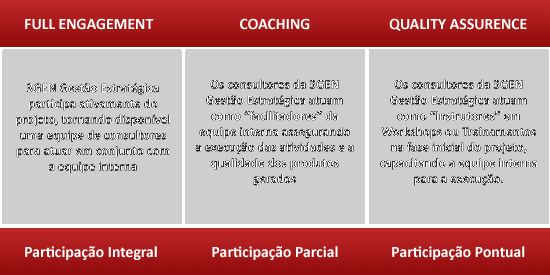 FULL ENGAGEMENT
3GEN Gestão Estratégica
participa ativamente do
projeto, tornando disponível
uma equipe de consultores
para atuar em conjunto com
a equipe interna
Participação Integral
COACHING
Os consultores da 3GEN
Gestão Estratégica atuam
como "facilitadores" da
equipe interna assegurando
a execução das atividades e a
qualidade dos produtos
gerados
Participação Parcial
QUALITY ASSURENCE
Os consultores da 3GEN
Gestão Estratégica atuam
como "instrutores" em
Workshops ou Treinamentos
na fase inicial do projeto,
capacitando a equipe interna
para a execução.
Participação Pontual